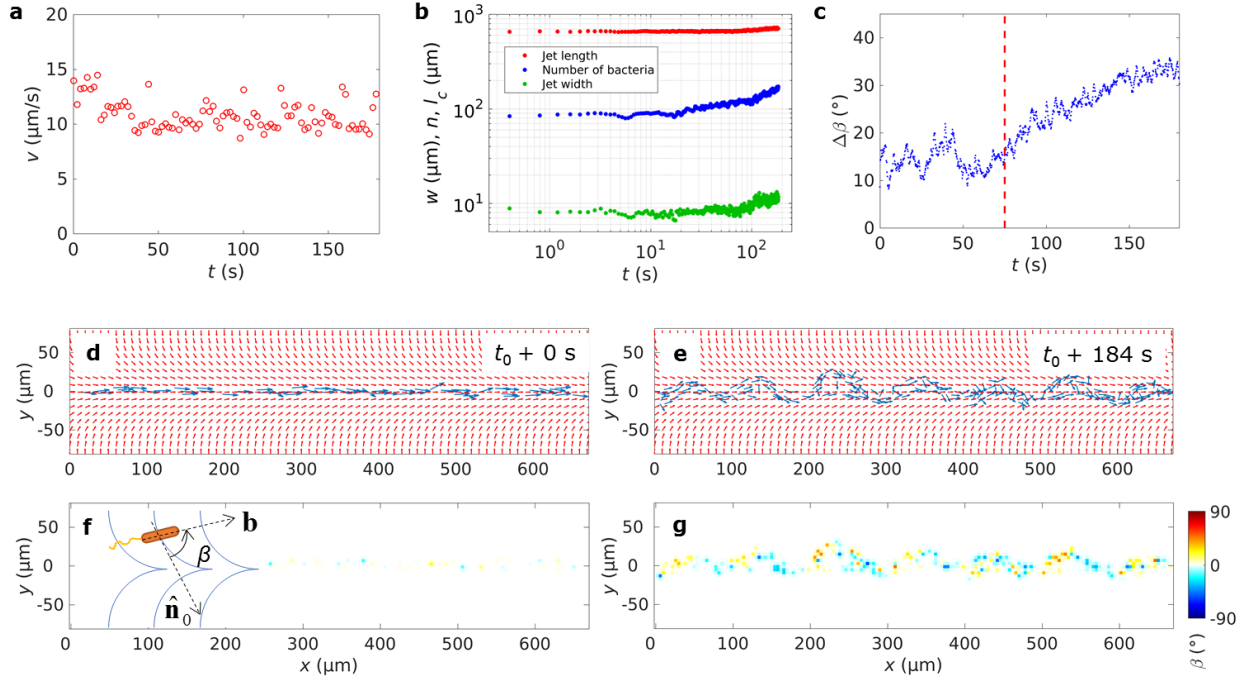 a
v (μm/s)
20
15
10
5
0
0 50 100 150
t (s)
b
w (μm), n, l_c (μm)
10³
10²
10¹
Jet length
Number of bacteria
Jet width
10⁰ 10¹ 10²
t (s)
c
Δβ (°)
40
30
20
10
0
0 50 100 150
t (s)
d
t₀ + 0 s
y (μm)
50
0
-50
0 100 200 300 400 500 600
e
t₀ + 184 s
y (μm)
50
0
-50
0 100 200 300 400 500 600
f
b
β
n̂₀
y (μm)
50
0
-50
0 100 200 300 400 500 600
x (μm)
g
y (μm)
50
0
-50
0 100 200 300 400 500 600
x (μm)
90
0
-90
β (°)